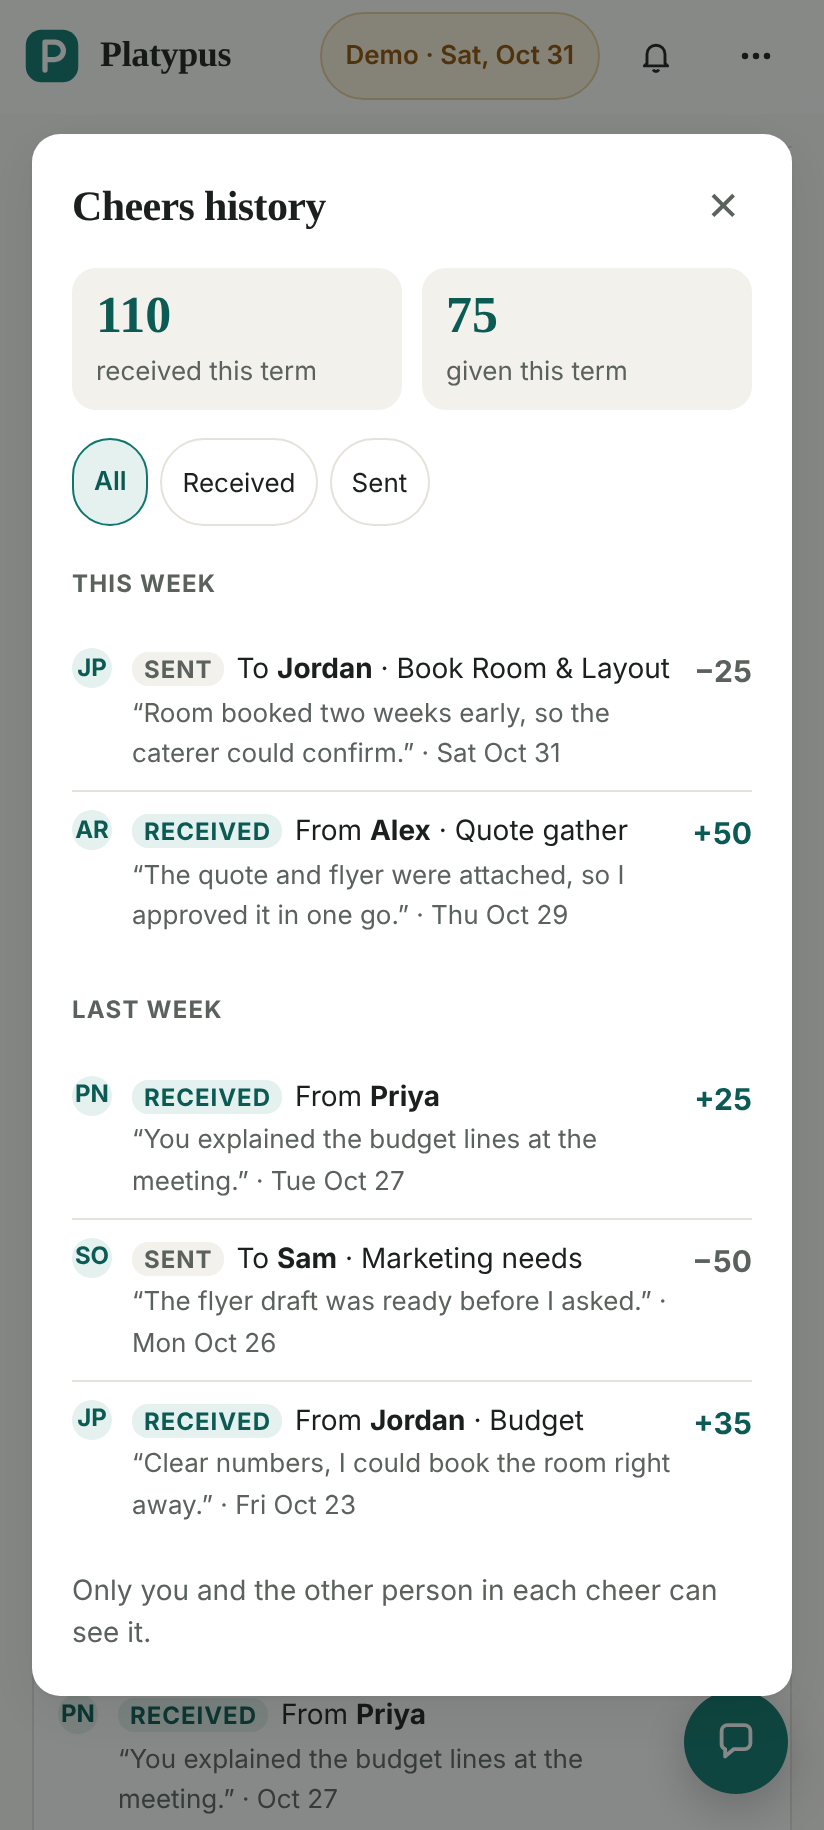 Platypus
Demo · Sat, Oct 31
Cheers history
110
received this term
75
given this term
All
Received
Sent
THIS WEEK
JP SENT To Jordan · Book Room & Layout −25
“Room booked two weeks early, so the
caterer could confirm.” · Sat Oct 31
AR RECEIVED From Alex · Quote gather +50
“The quote and flyer were attached, so I
approved it in one go.” · Thu Oct 29
LAST WEEK
PN RECEIVED From Priya +25
“You explained the budget lines at the
meeting.” · Tue Oct 27
SO SENT To Sam · Marketing needs −50
“The flyer draft was ready before I asked.” ·
Mon Oct 26
JP RECEIVED From Jordan · Budget +35
“Clear numbers, I could book the room right
away.” · Fri Oct 23
Only you and the other person in each cheer can
see it.
PN RECEIVED From Priya
“You explained the budget lines at the
meeting.” · Oct 27